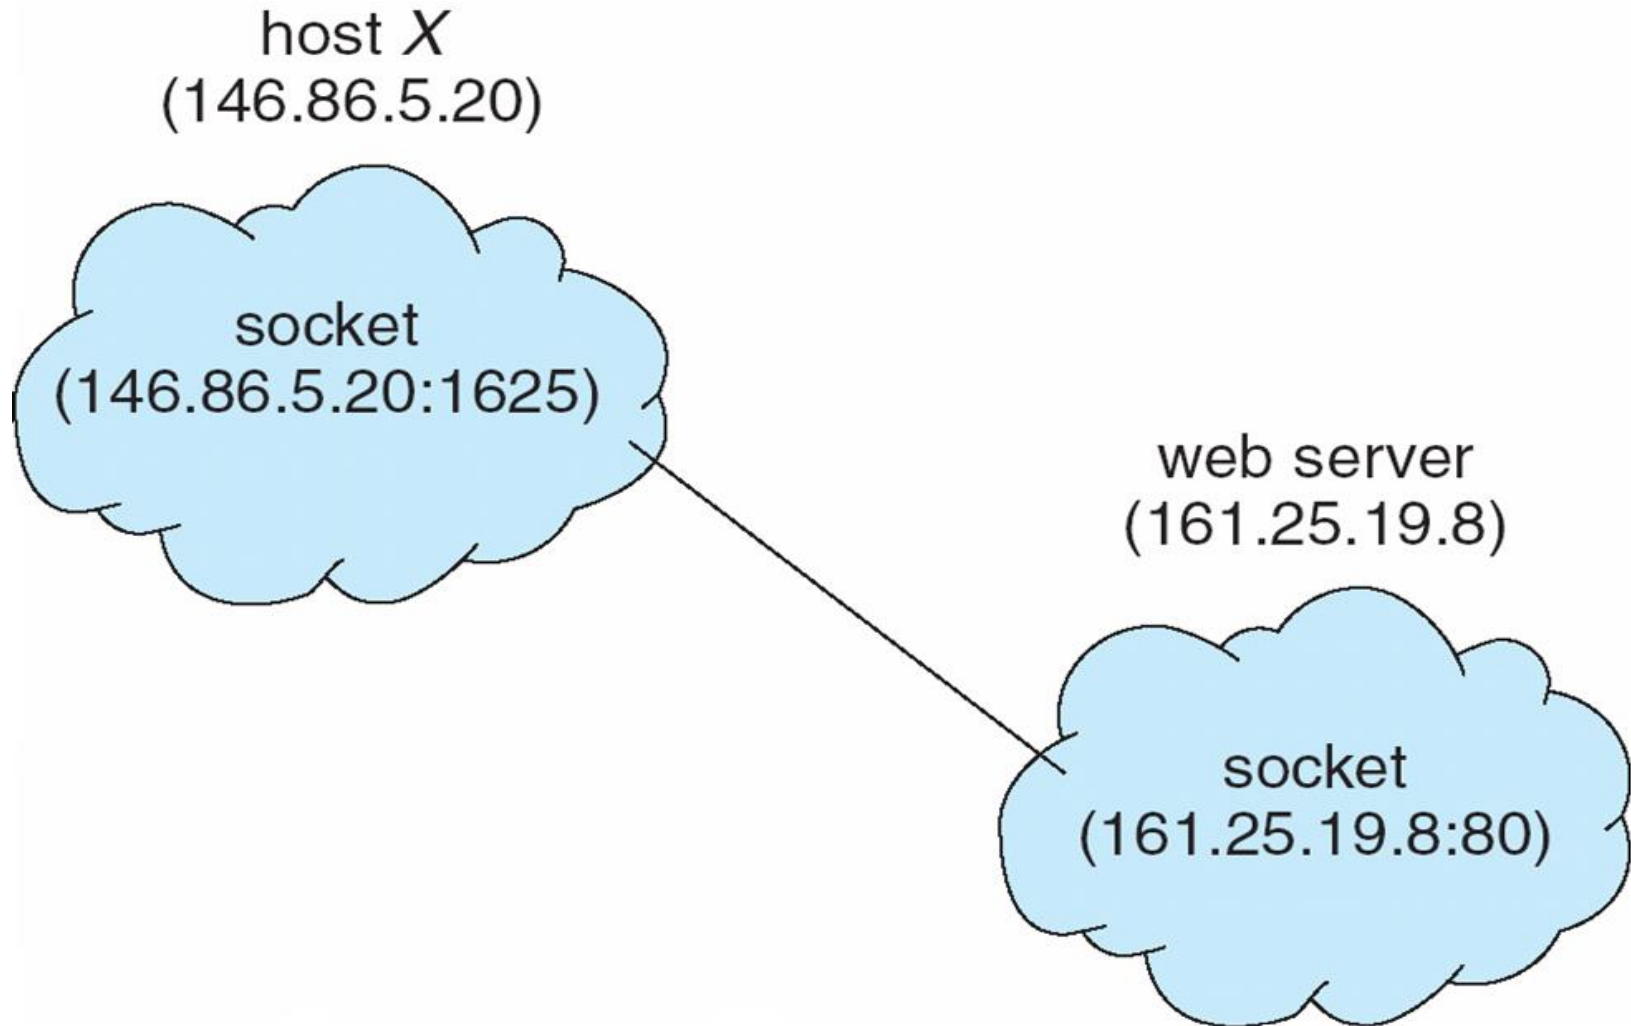 host X
(146.86.5.20)
socket
(146.86.5.20:1625)
web server
(161.25.19.8)
socket
(161.25.19.8:80)